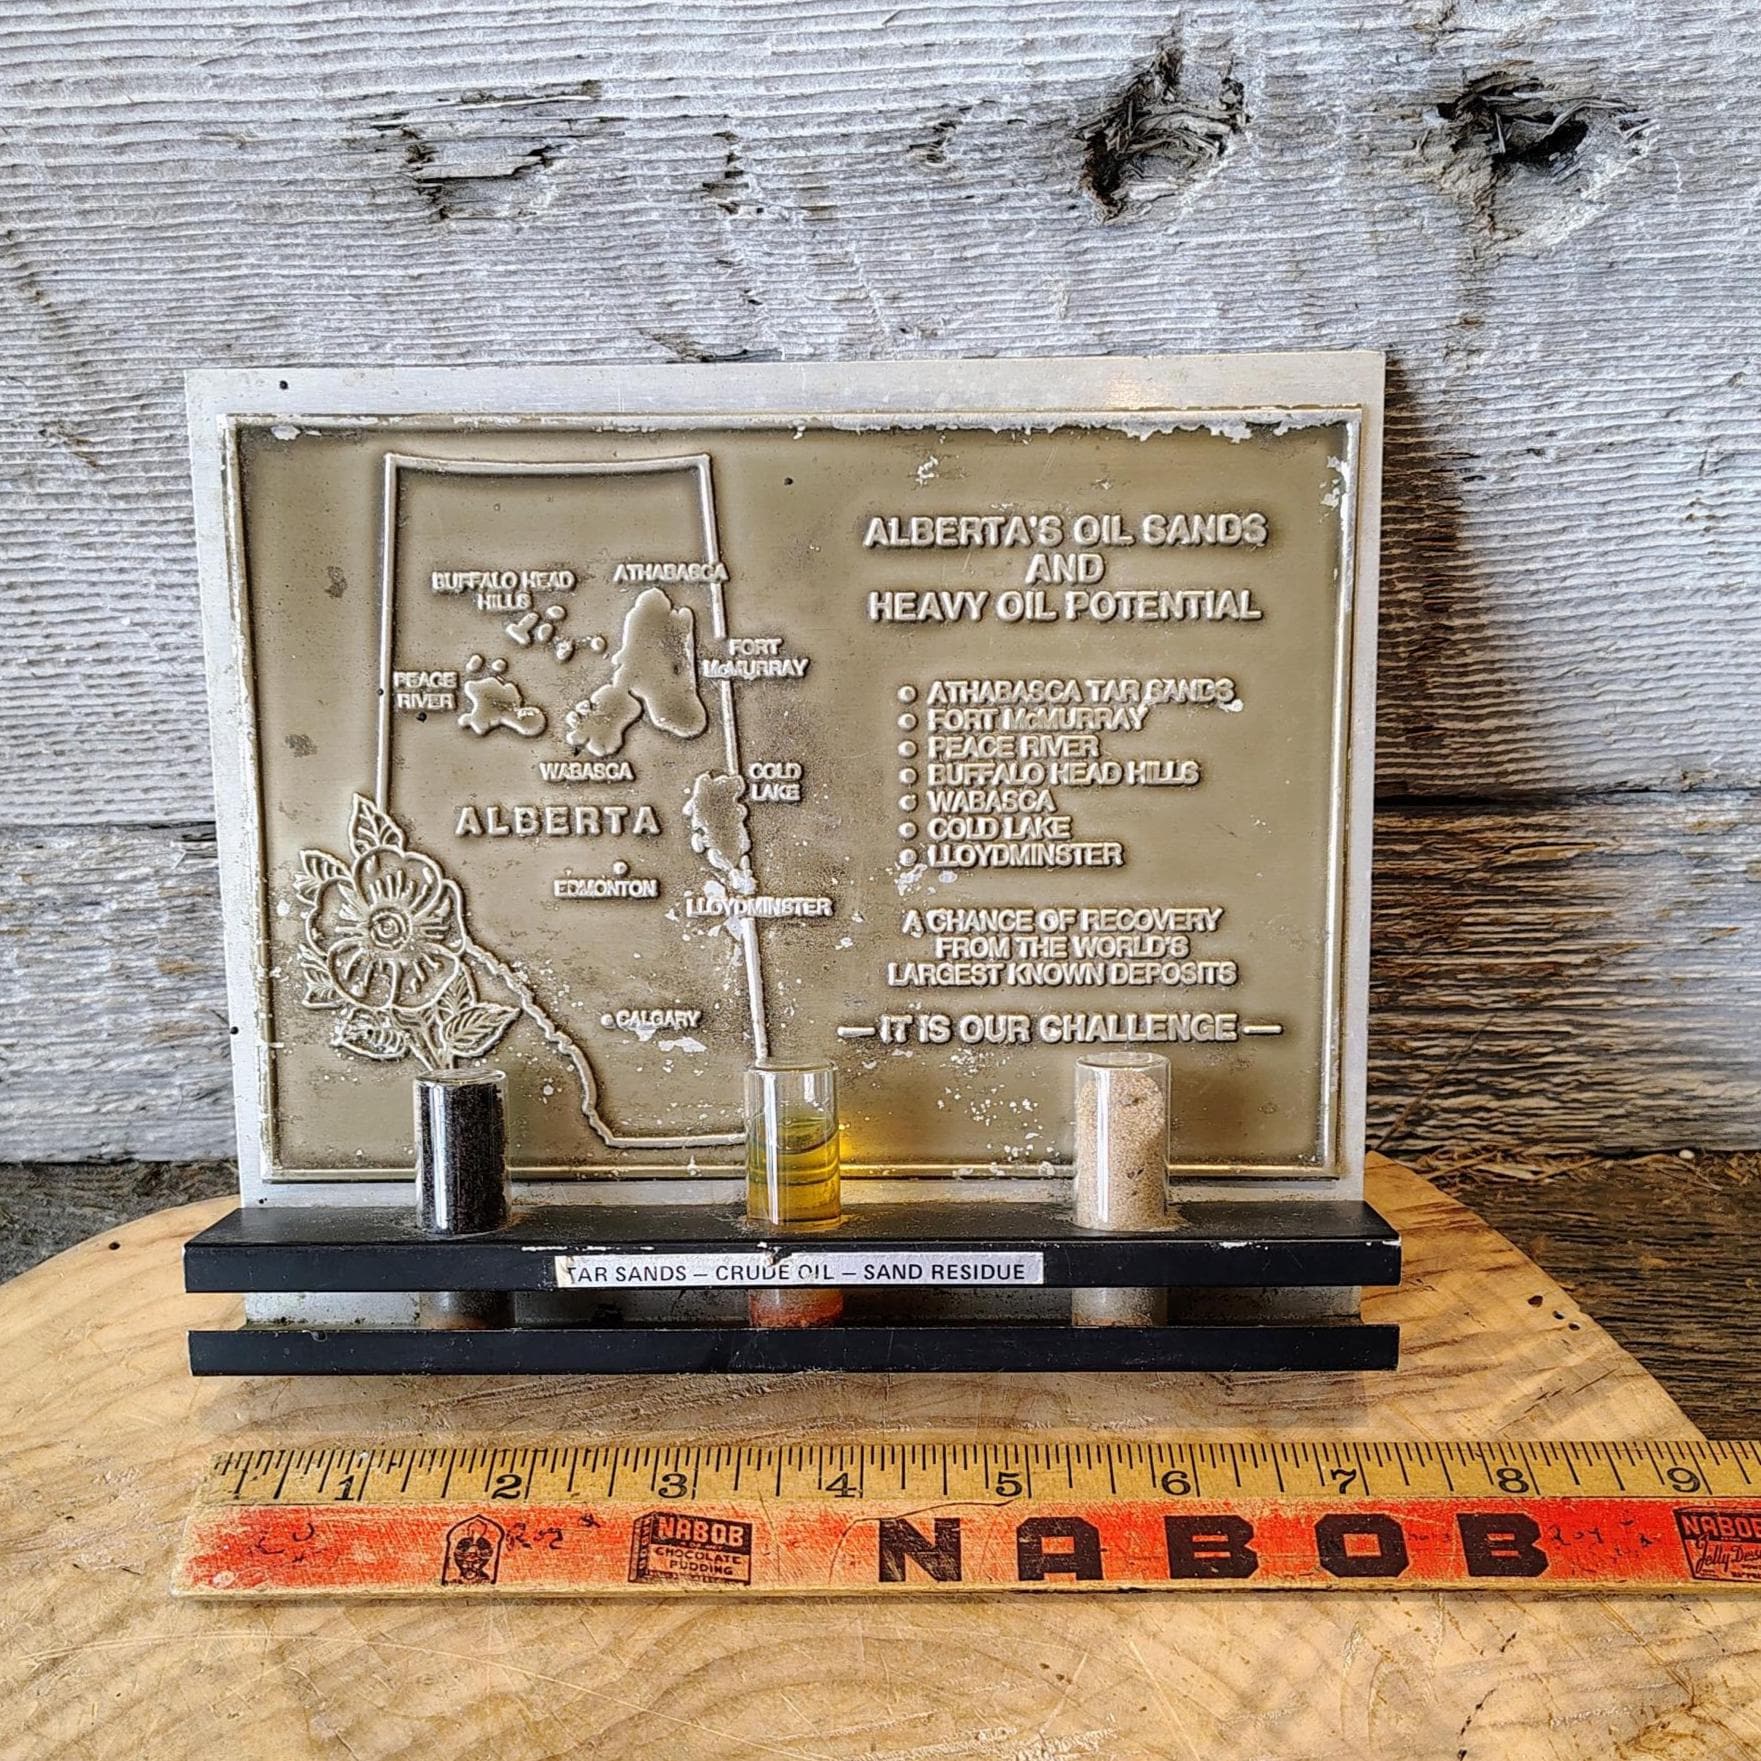 BUFFALO HEAD
HILLS
ATHABASCA
FORT
McMURRAY
PEACE
RIVER
WABASCA
COLD
LAKE
ALBERTA
EDMONTON
LLOYDMINSTER
CALGARY
ALBERTA'S OIL SANDS
AND
HEAVY OIL POTENTIAL
ATHABASCA TAR SANDS
FORT McMURRAY
PEACE RIVER
BUFFALO HEAD HILLS
WABASCA
COLD LAKE
LLOYDMINSTER
A CHANCE OF RECOVERY
FROM THE WORLD'S
LARGEST KNOWN DEPOSITS
— IT IS OUR CHALLENGE —
TAR SANDS – CRUDE OIL – SAND RESIDUE
1 2 3 4 5 6 7 8 9
NABOB
CHOCOLATE
PUDDING
NABOB
NABOB
Jelly